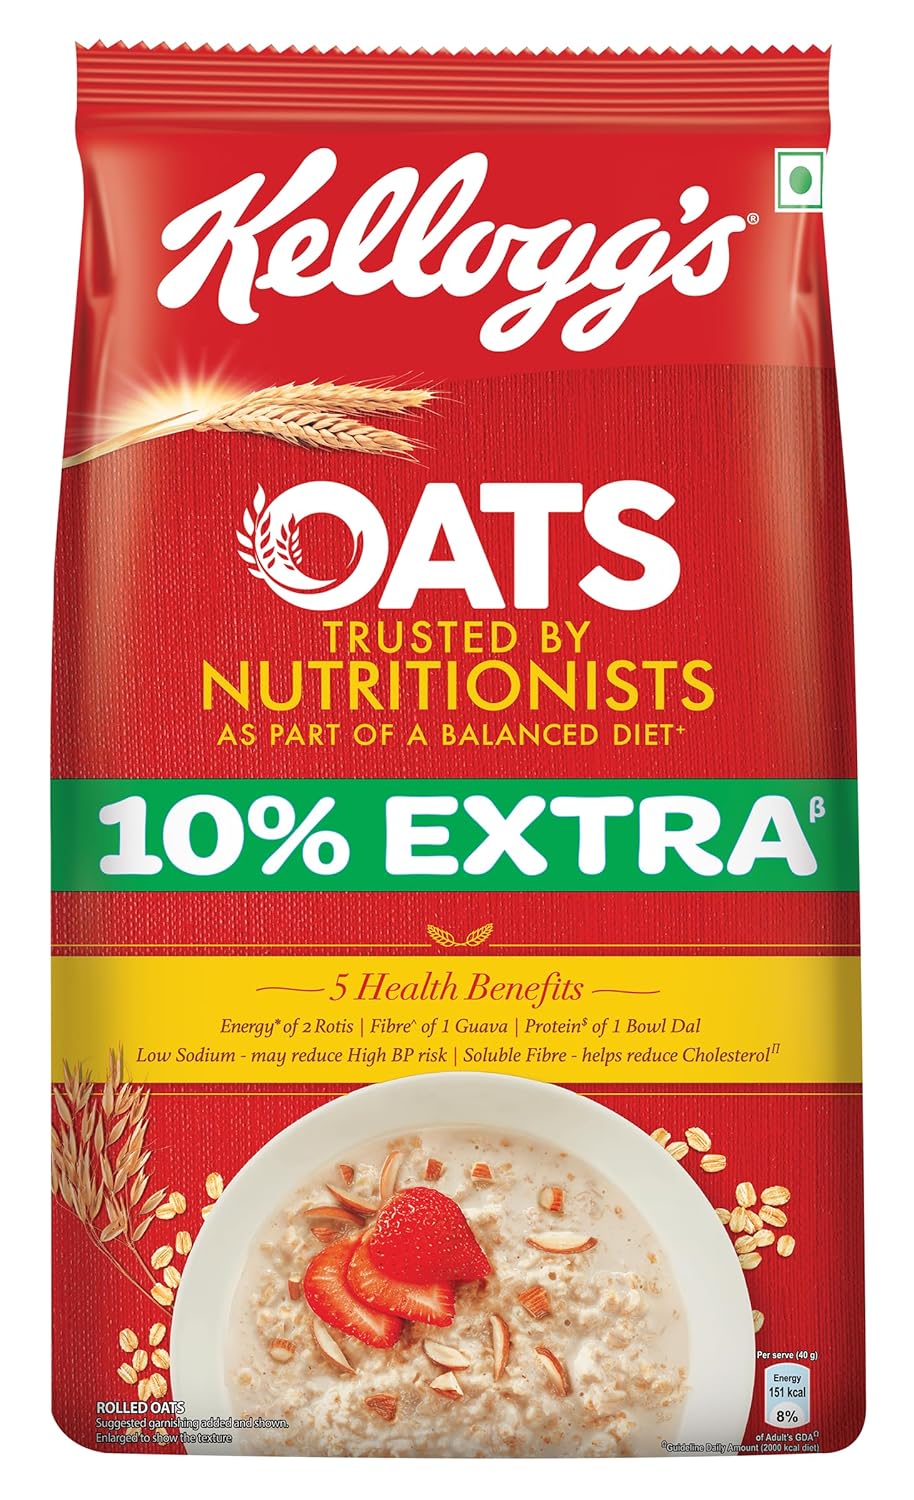 Kellogg's®
OATS
TRUSTED BY
NUTRITIONISTS
AS PART OF A BALANCED DIET⁺
10% EXTRAᵝ
5 Health Benefits
Energy* of 2 Rotis | Fibre^ of 1 Guava | Protein$ of 1 Bowl Dal
Low Sodium - may reduce High BP risk | Soluble Fibre - helps reduce CholesterolΠ
Per serve (40 g)
Energy
151 kcal
8%
of Adult's GDAΩ
ΩGuideline Daily Amount (2000 kcal diet)
ROLLED OATS
Suggested garnishing added and shown.
Enlarged to show the texture